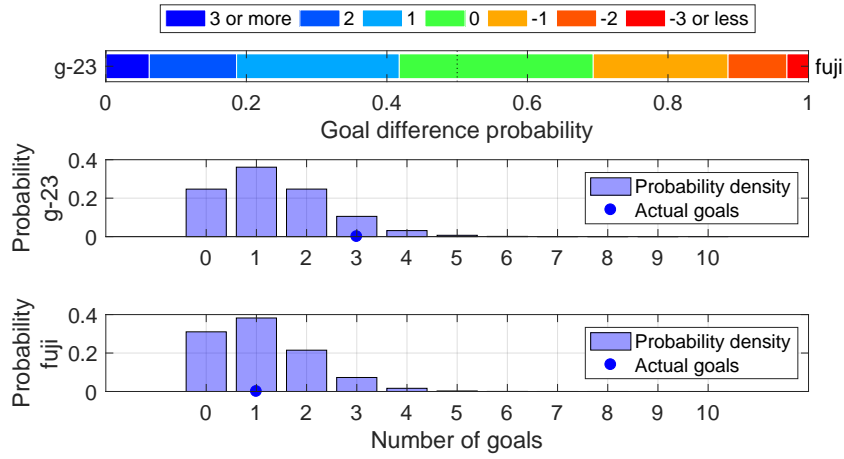 3 or more 2 1 0 -1 -2 -3 or less
g-23 fuji
0 0.2 0.4 0.6 0.8 1
Goal difference probability
Probability
g-23
0.4
0.2
0
Probability density
Actual goals
0 1 2 3 4 5 6 7 8 9 10
Probability
fuji
0.4
0.2
0
Probability density
Actual goals
0 1 2 3 4 5 6 7 8 9 10
Number of goals